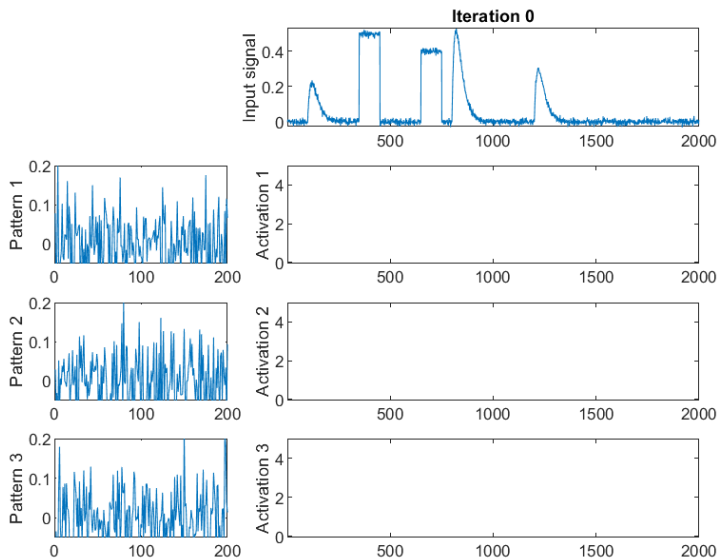 Iteration 0
Input signal
0.4
0.2
0
500 1000 1500 2000
Pattern 1
0.2
0.1
0
0 100 200
Activation 1
4
2
0
500 1000 1500 2000
Pattern 2
0.2
0.1
0
0 100 200
Activation 2
4
2
0
500 1000 1500 2000
Pattern 3
0.2
0.1
0
0 100 200
Activation 3
4
2
0
500 1000 1500 2000